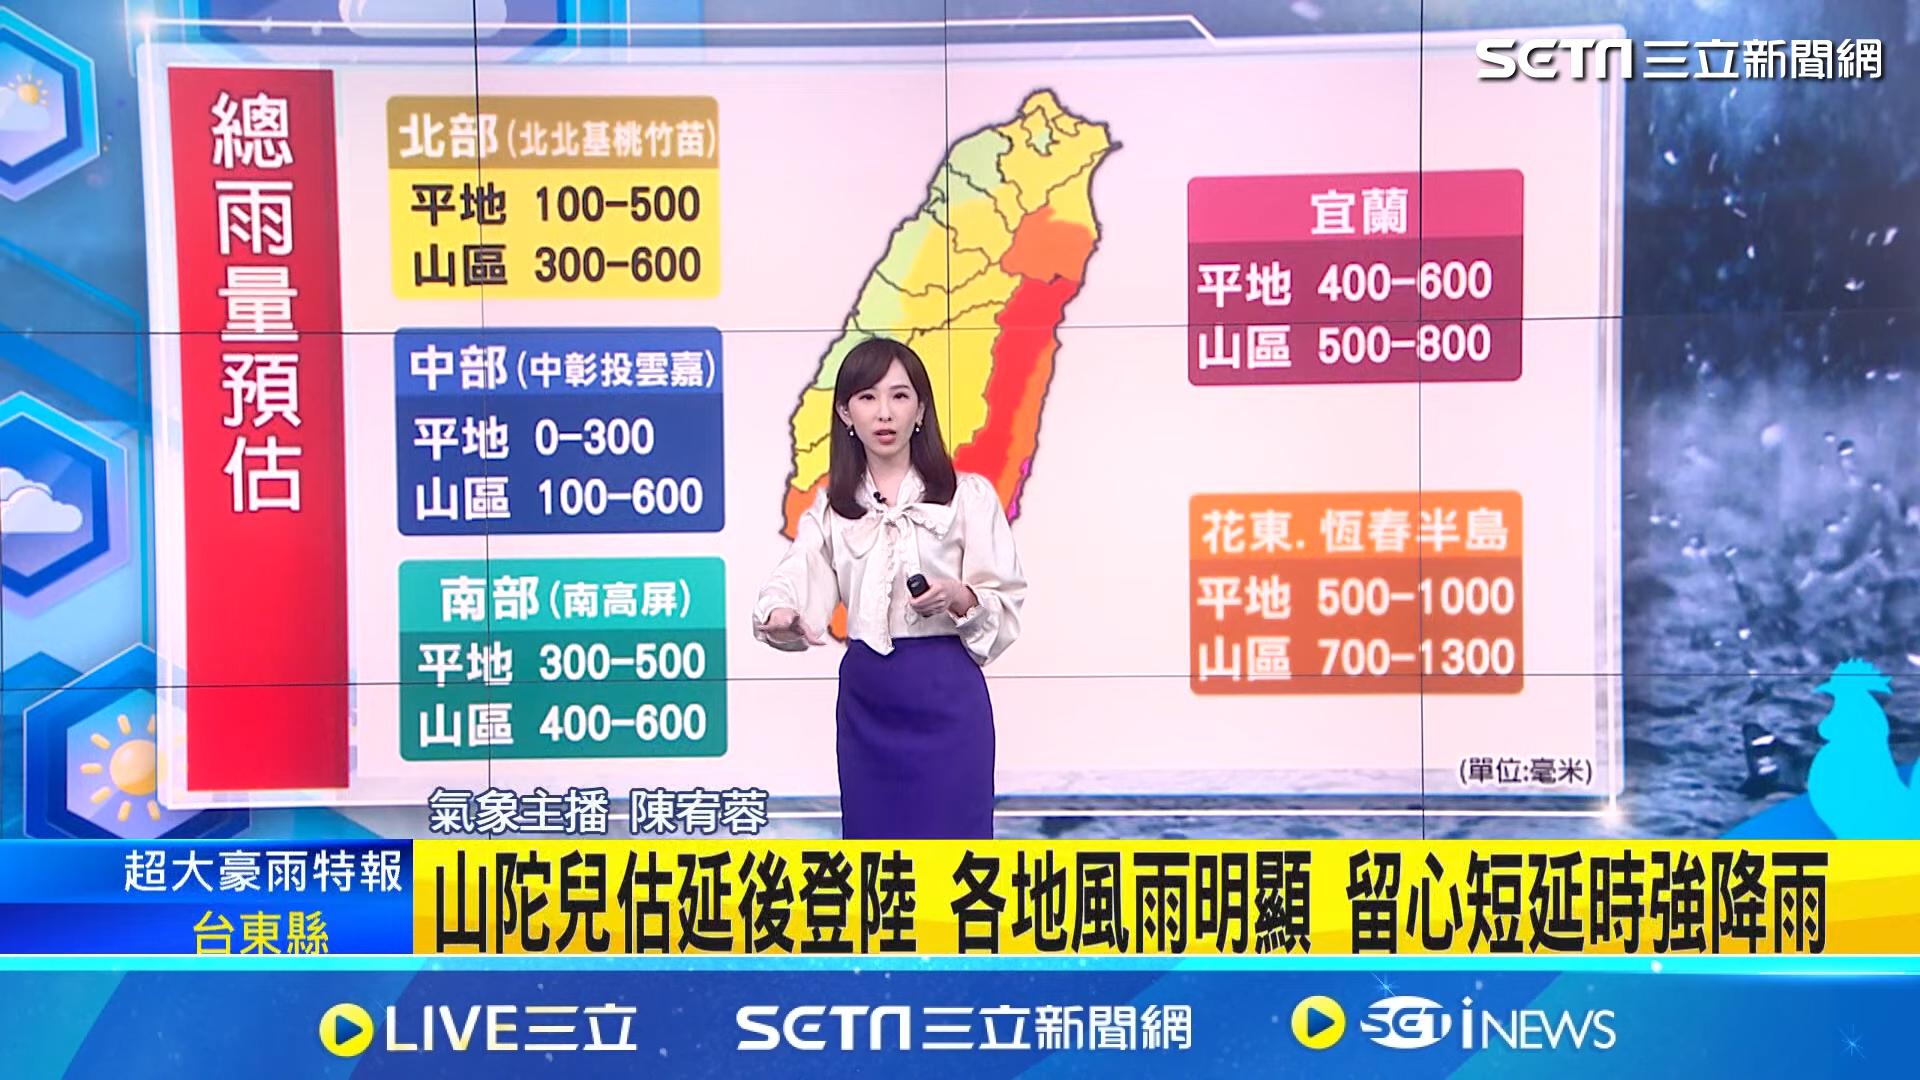 SETN三立新聞網
總雨量預估
北部(北北基桃竹苗)
平地 100-500
山區 300-600
中部(中彰投雲嘉)
平地 0-300
山區 100-600
南部(南高屏)
平地 300-500
山區 400-600
宜蘭
平地 400-600
山區 500-800
花東.恆春半島
平地 500-1000
山區 700-1300
(單位:毫米)
氣象主播 陳宥蓉
超大豪雨特報
台東縣
山陀兒估延後登陸 各地風雨明顯 留心短延時強降雨
LIVE三立
SETN三立新聞網
SET iNEWS